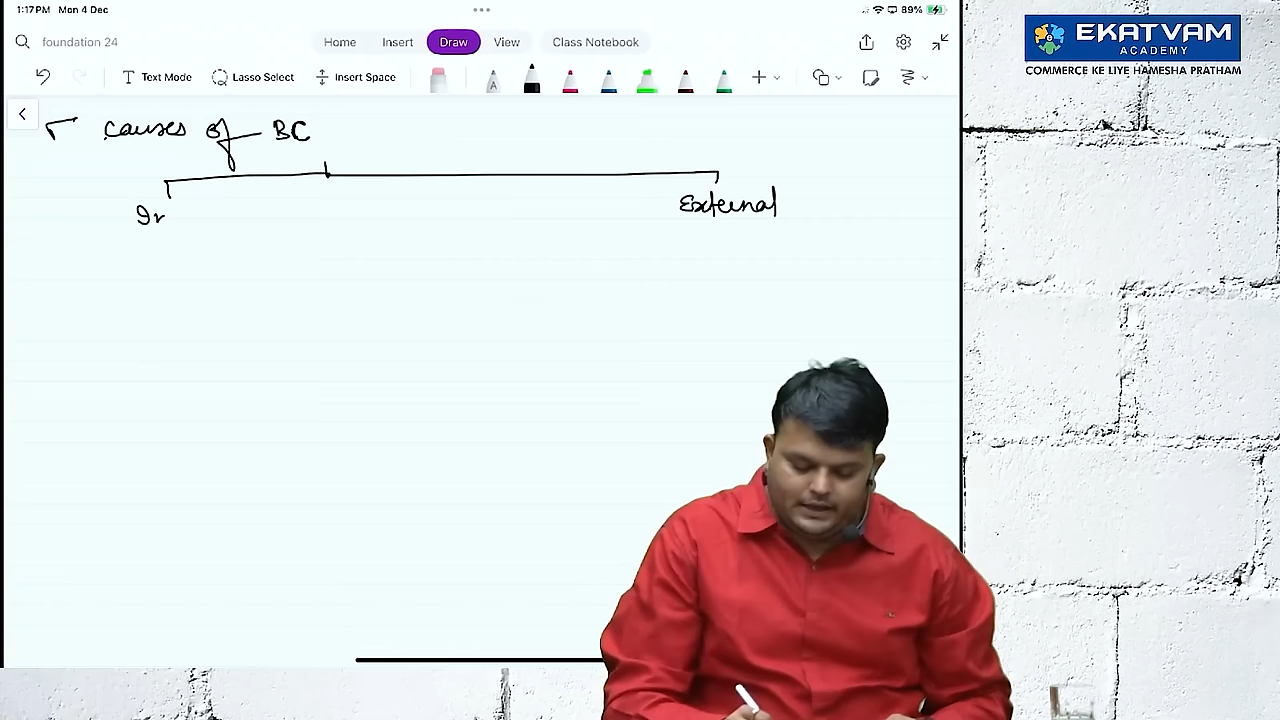 1:17 PM Mon 4 Dec
89%
foundation 24
Home Insert Draw View Class Notebook
Text Mode Lasso Select Insert Space
EKATVAM
ACADEMY
COMMERCE KE LIYE HAMESHA PRATHAM
causes of BC
In External